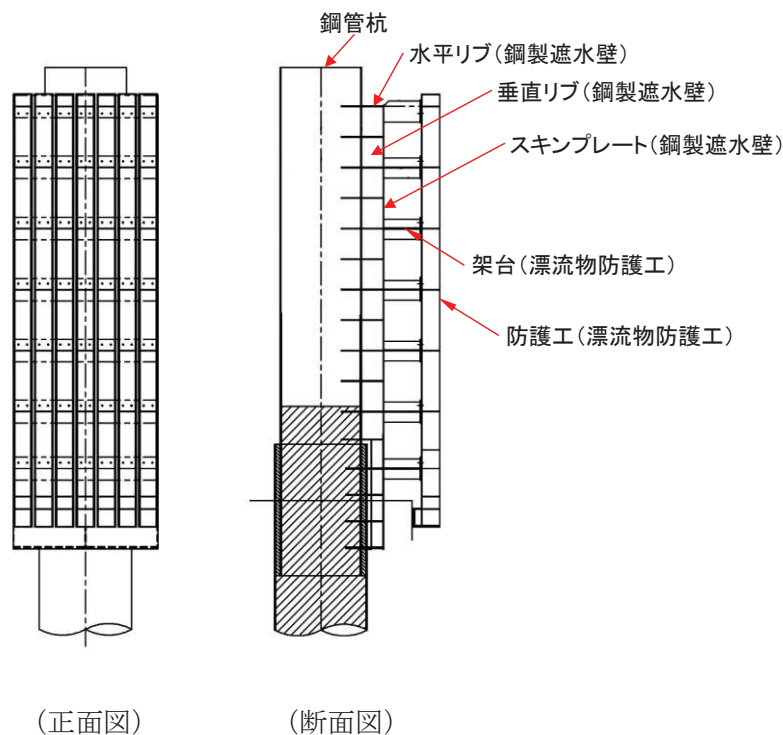 鋼管杭
水平リブ(鋼製遮水壁)
垂直リブ(鋼製遮水壁)
スキンプレート(鋼製遮水壁)
架台(漂流物防護工)
防護工(漂流物防護工)
(正面図)
(断面図)